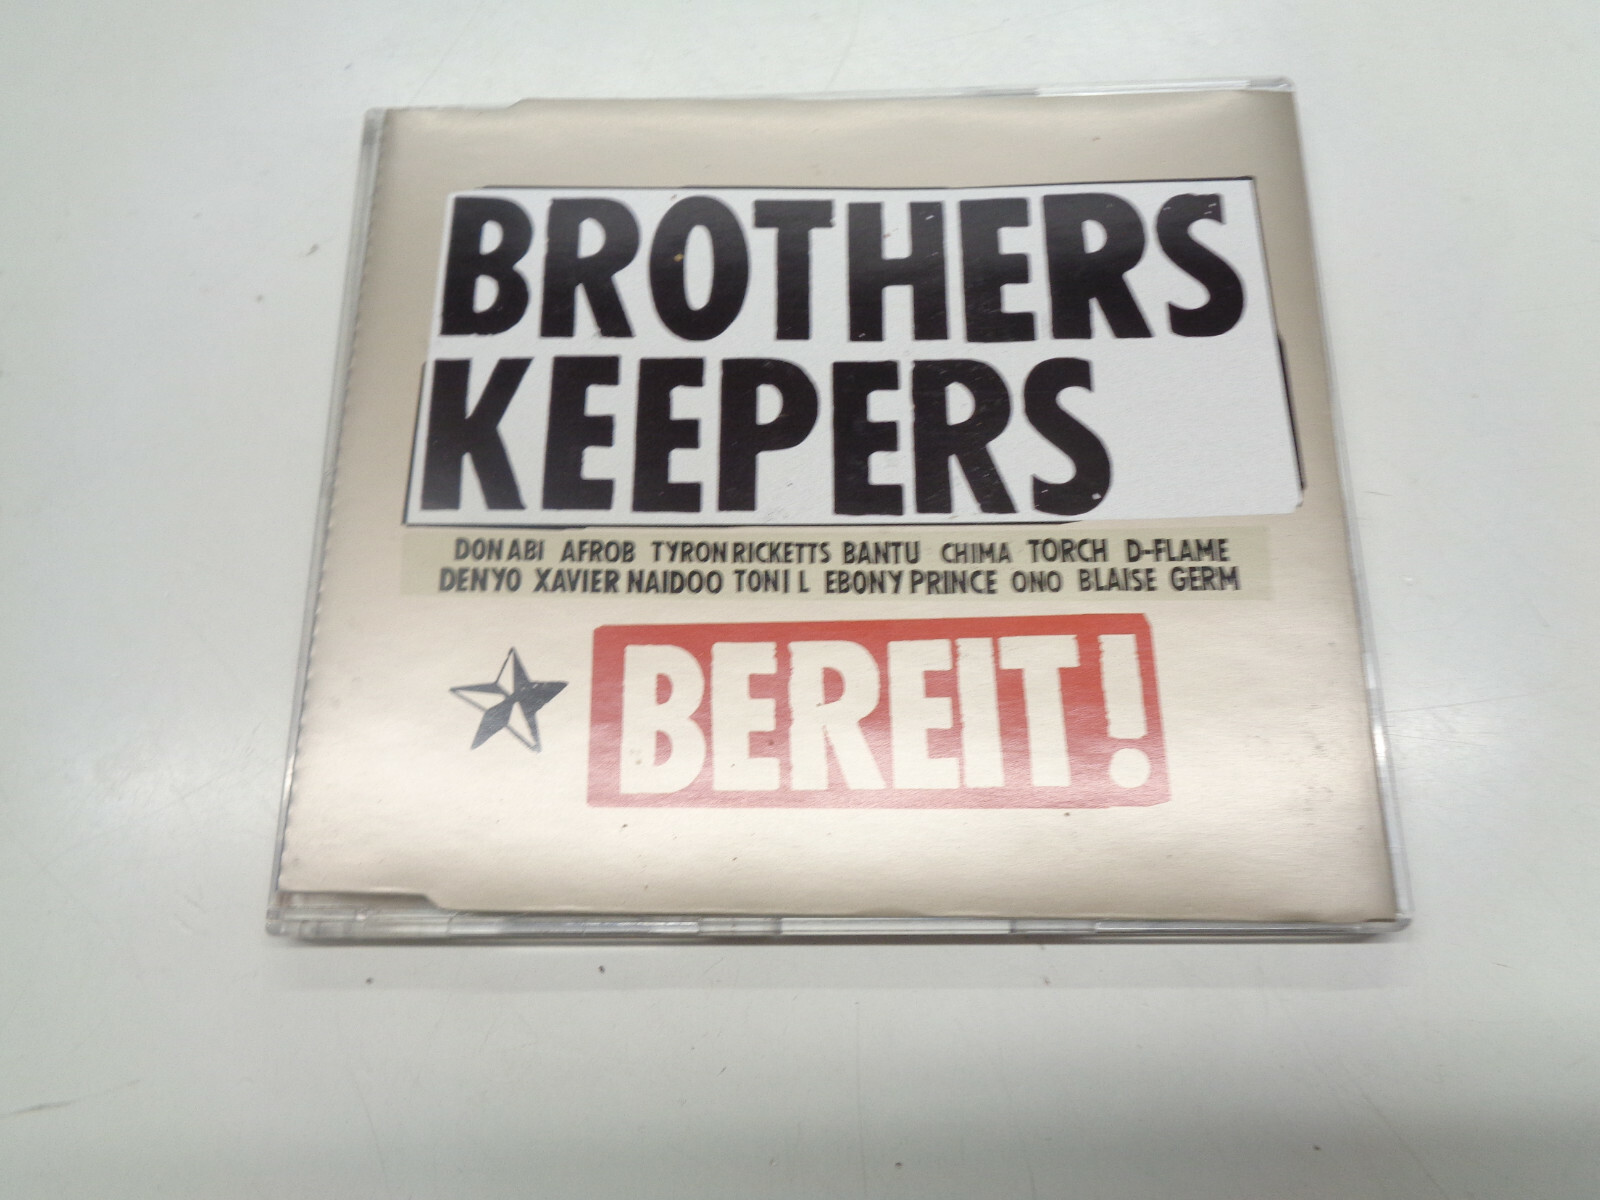 BROTHERS
KEEPERS
DON ABI AFROB TYRON RICKETTS BANTU CHIMA TORCH D-FLAME
DENYO XAVIER NAIDOO TONI L EBONY PRINCE ONO BLAISE GERM
BEREIT!